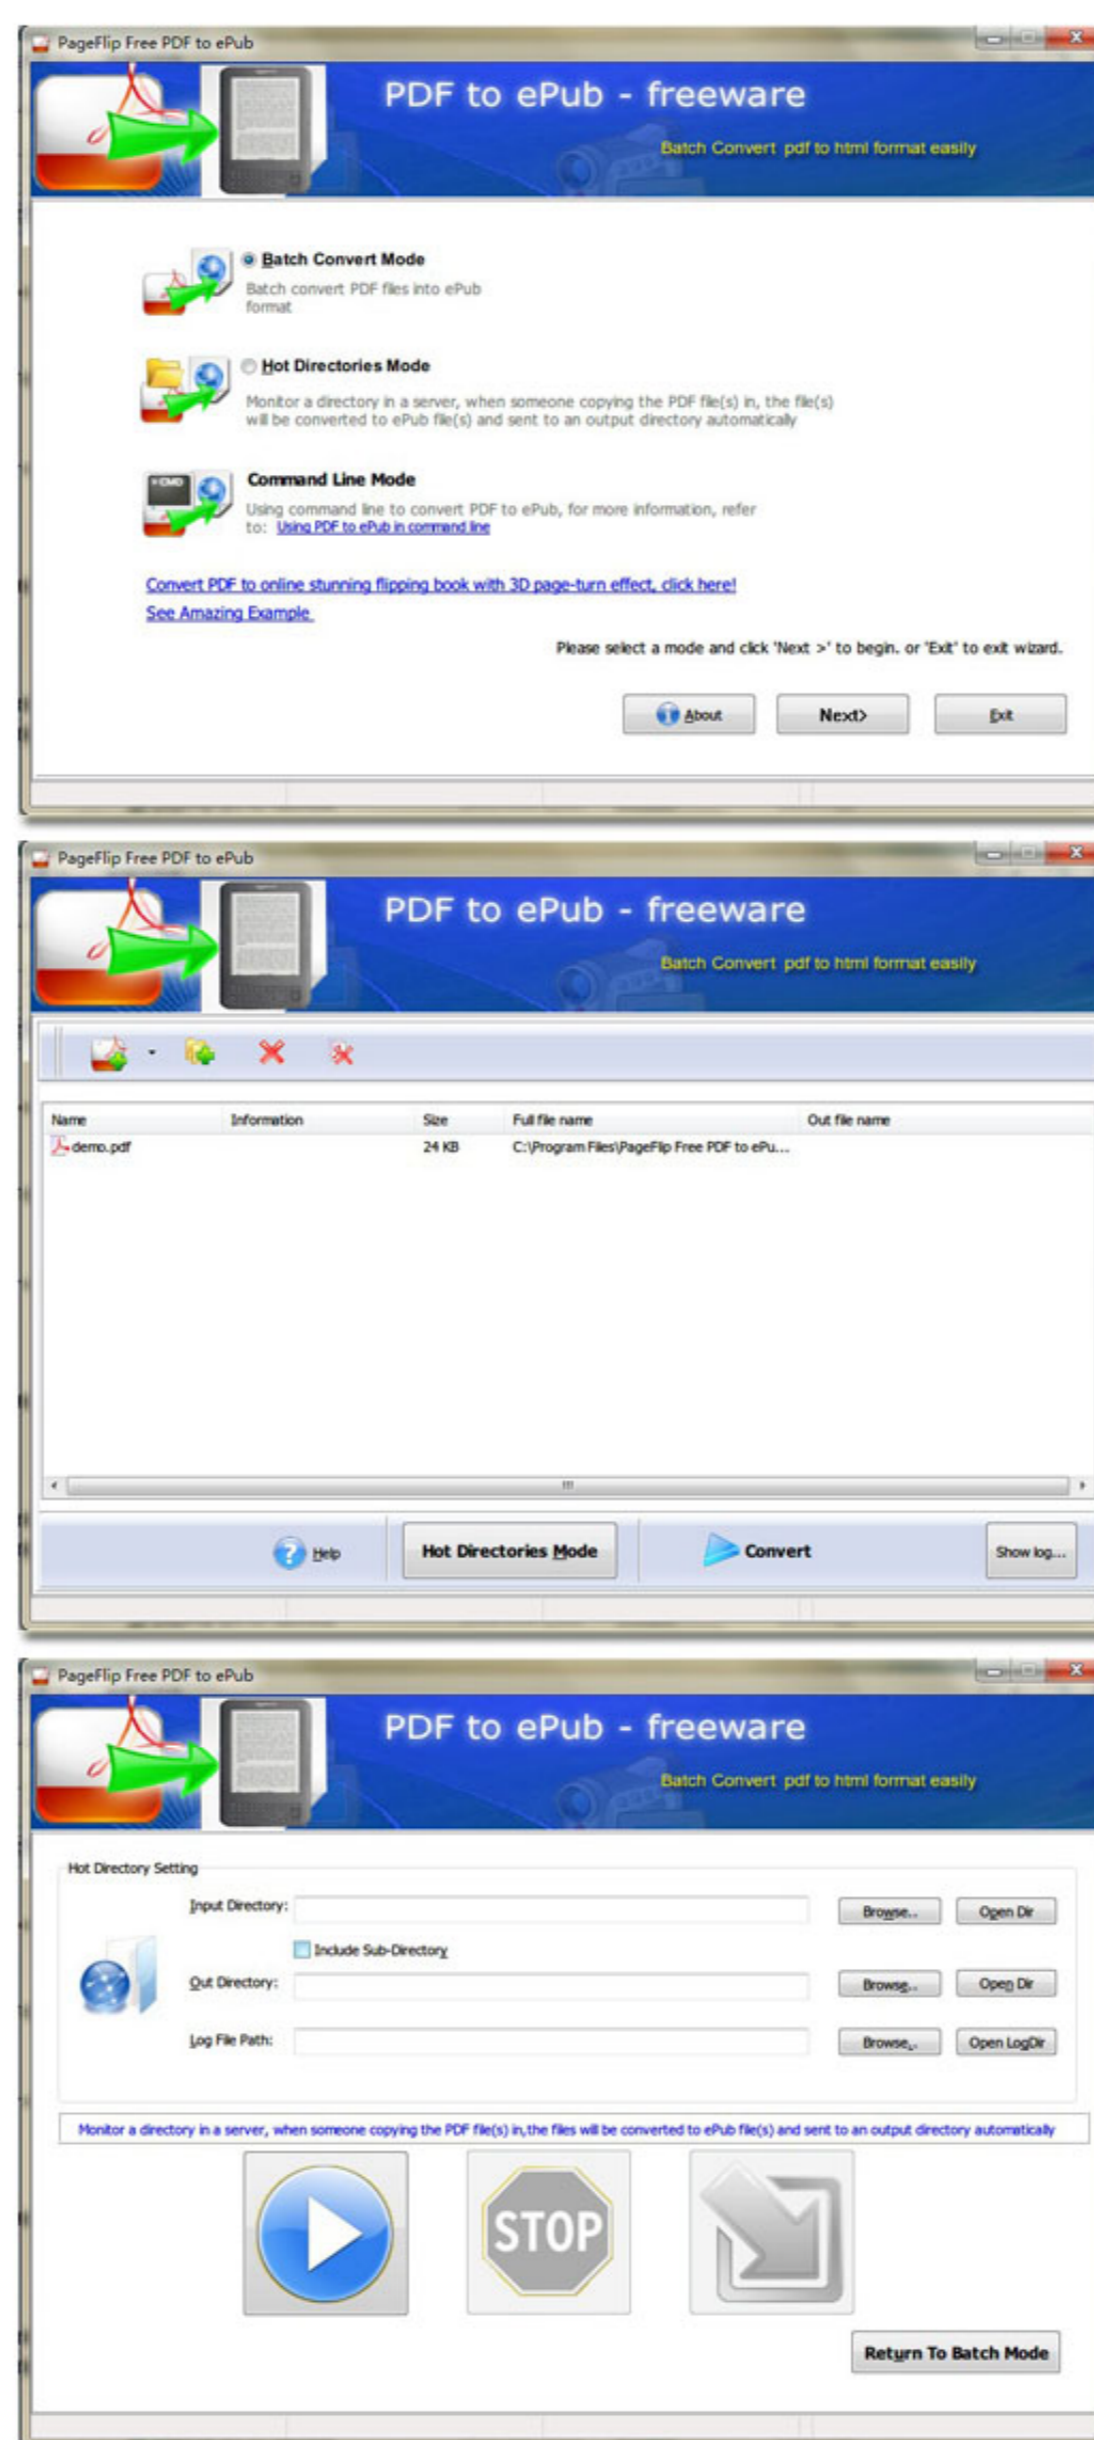 PageFlip Free PDF to ePub
PDF to ePub - freeware
Batch Convert pdf to html format easily
Batch Convert Mode
Batch convert PDF files into ePub
format
Hot Directories Mode
Monitor a directory in a server, when someone copying the PDF file(s) in, the file(s)
will be converted to ePub file(s) and sent to an output directory automatically
CMD
Command Line Mode
Using command line to convert PDF to ePub, for more information, refer
to: Using PDF to ePub in command line
Convert PDF to online stunning flipping book with 3D page-turn effect, click here!
See Amazing Example
Please select a mode and click 'Next >' to begin. or 'Exit' to exit wizard.
About Next> Exit
PageFlip Free PDF to ePub
PDF to ePub - freeware
Batch Convert pdf to html format easily
Name Information Size Full file name Out file name
demo.pdf 24 KB C:\Program Files\PageFlip Free PDF to ePu...
Help Hot Directories Mode Convert Show log...
PageFlip Free PDF to ePub
PDF to ePub - freeware
Batch Convert pdf to html format easily
Hot Directory Setting
Input Directory: Browse.. Open Dir
Include Sub-Directory
Out Directory: Browse.. Open Dir
Log File Path: Browse.. Open LogDir
Monitor a directory in a server, when someone copying the PDF file(s) in,the files will be converted to ePub file(s) and sent to an output directory automatically
STOP
Return To Batch Mode